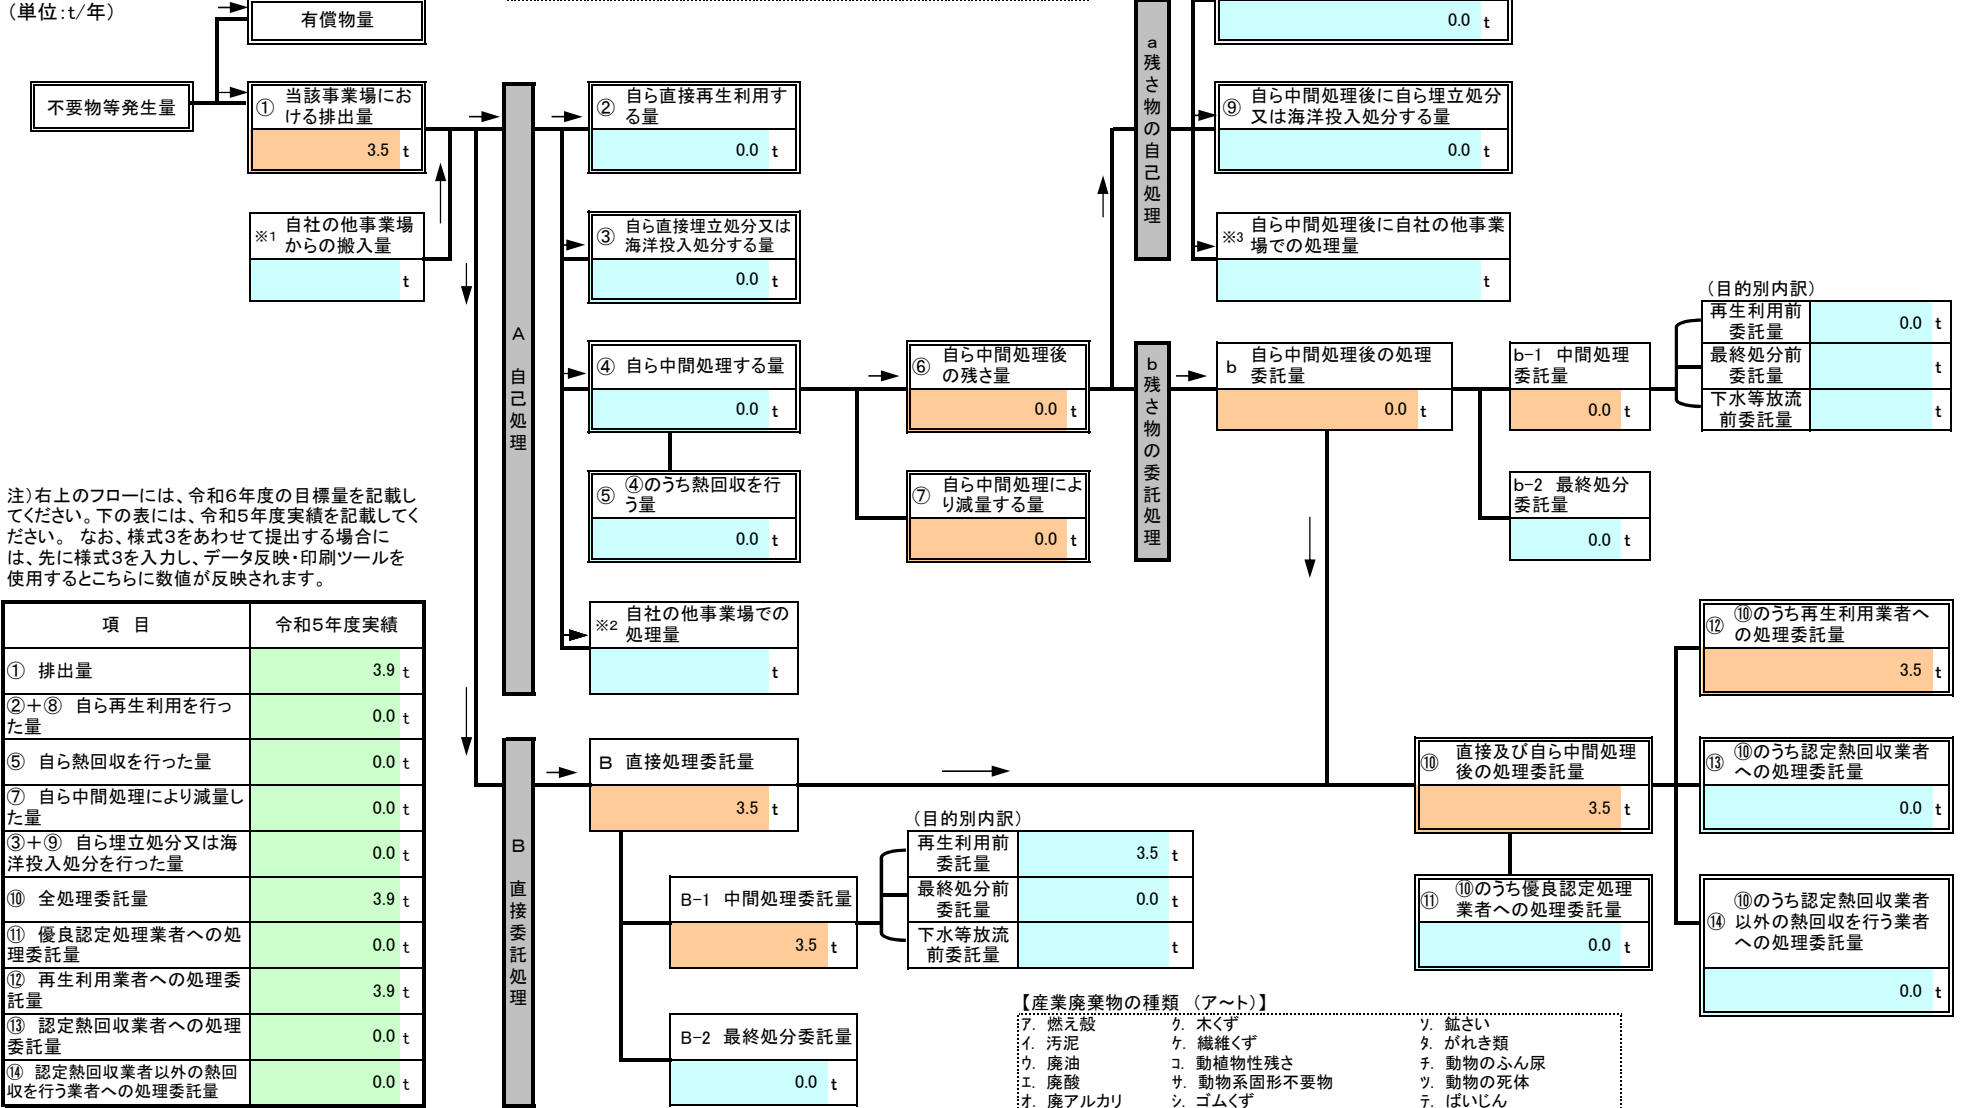 （単位:t/年）
有償物量
0.0 t
不要物等発生量
① 当該事業場にお
ける排出量
3.5 t
※1 自社の他事業場
からの搬入量
t
A 自己処理
② 自ら直接再生利用す
る量
0.0 t
③ 自ら直接埋立処分又は
海洋投入処分する量
0.0 t
④ 自ら中間処理する量
0.0 t
⑤ ④のうち熱回収を行
う量
0.0 t
※2 自社の他事業場での
処理量
t
⑥ 自ら中間処理後
の残さ量
0.0 t
⑦ 自ら中間処理によ
り減量する量
0.0 t
a残さ物の自己処理
⑨ 自ら中間処理後に自ら埋立処分
又は海洋投入処分する量
0.0 t
※3 自ら中間処理後に自社の他事業
場での処理量
t
b残さ物の委託処理
b 自ら中間処理後の処理
委託量
0.0 t
b-1 中間処理
委託量
0.0 t
（目的別内訳）
再生利用前
委託量
0.0 t
最終処分前
委託量
t
下水等放流
前委託量
t
b-2 最終処分
委託量
0.0 t
注）右上のフローには、令和6年度の目標量を記載し
てください。下の表には、令和5年度実績を記載してく
ださい。 なお、様式3をあわせて提出する場合に
は、先に様式3を入力し、データ反映・印刷ツールを
使用するとこちらに数値が反映されます。
項 目 令和5年度実績
① 排出量 3.9 t
②＋⑧ 自ら再生利用を行っ
た量
0.0 t
⑤ 自ら熱回収を行った量 0.0 t
⑦ 自ら中間処理により減量し
た量
0.0 t
③＋⑨ 自ら埋立処分又は海
洋投入処分を行った量
0.0 t
⑩ 全処理委託量 3.9 t
⑪ 優良認定処理業者への処
理委託量
0.0 t
⑫ 再生利用業者への処理委
託量
3.9 t
⑬ 認定熱回収業者への処理
委託量
0.0 t
⑭ 認定熱回収業者以外の熱回
収を行う業者への処理委託量
0.0 t
B 直接委託処理
B 直接処理委託量
3.5 t
B-1 中間処理委託量
3.5 t
（目的別内訳）
再生利用前
委託量
3.5 t
最終処分前
委託量
0.0 t
下水等放流
前委託量
t
B-2 最終処分委託量
0.0 t
⑩ 直接及び自ら中間処理
後の処理委託量
3.5 t
⑪ ⑩のうち優良認定処理
業者への処理委託量
0.0 t
⑫ ⑩のうち再生利用業者へ
の処理委託量
3.5 t
⑬ ⑩のうち認定熱回収業者
への処理委託量
0.0 t
⑭ ⑩のうち認定熱回収業者
以外の熱回収を行う業者
への処理委託量
0.0 t
【産業廃棄物の種類 （ア～ト）】
ア. 燃え殻 ク. 木くず ソ. 鉱さい
イ. 汚泥 ケ. 繊維くず タ. がれき類
ウ. 廃油 コ. 動植物性残さ チ. 動物のふん尿
エ. 廃酸 サ. 動物系固形不要物 ツ. 動物の死体
オ. 廃アルカリ シ. ゴムくず テ. ばいじん